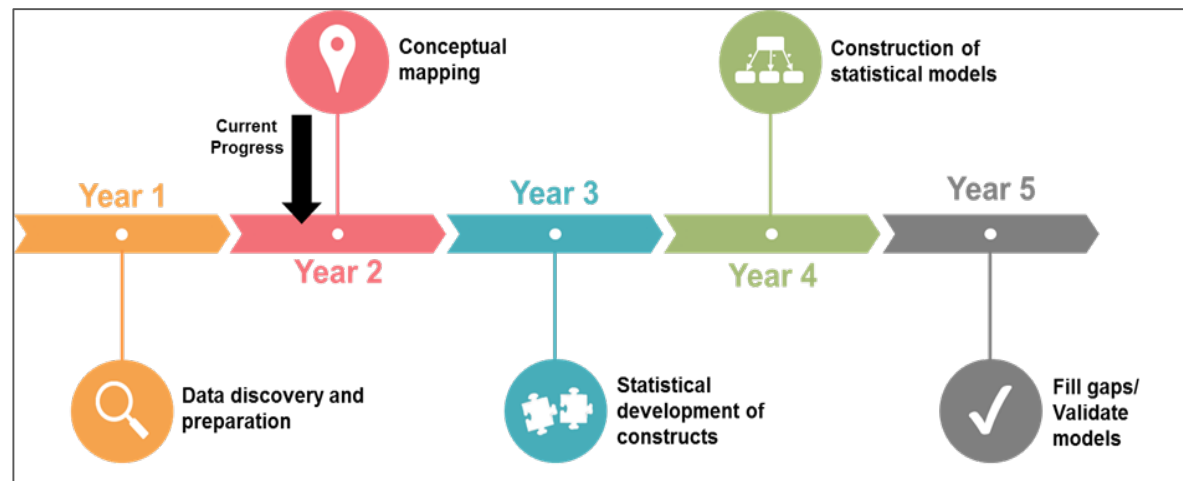 Conceptual
mapping
Construction of
statistical models
Current
Progress
Year 1
Year 2
Year 3
Year 4
Year 5
Data discovery and
preparation
Statistical
development of
constructs
Fill gaps/
Validate
models